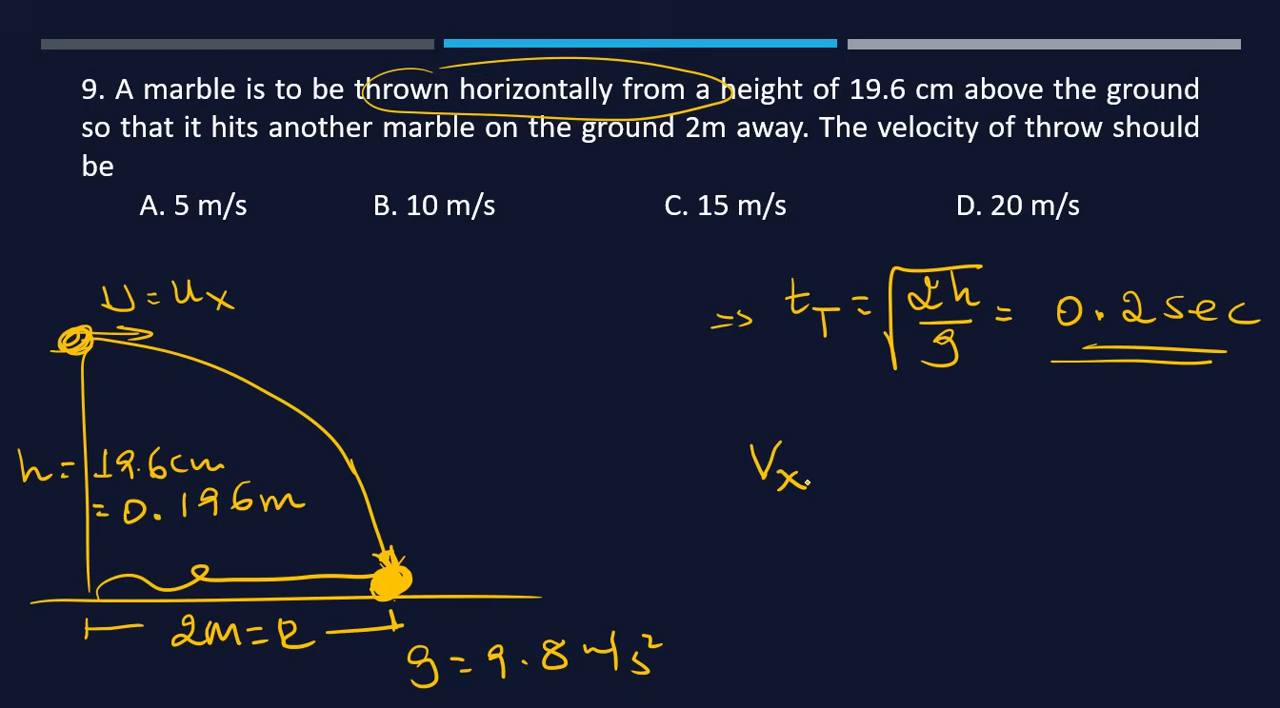 9. A marble is to be thrown horizontally from a height of 19.6 cm above the ground
so that it hits another marble on the ground 2m away. The velocity of throw should
be
A. 5 m/s B. 10 m/s C. 15 m/s D. 20 m/s
U = Ux
=> tT = √(2h/g) = 0.2 sec
h = 19.6cm
= 0.196m
Vx
2m = R
g = 9.8 m/s²